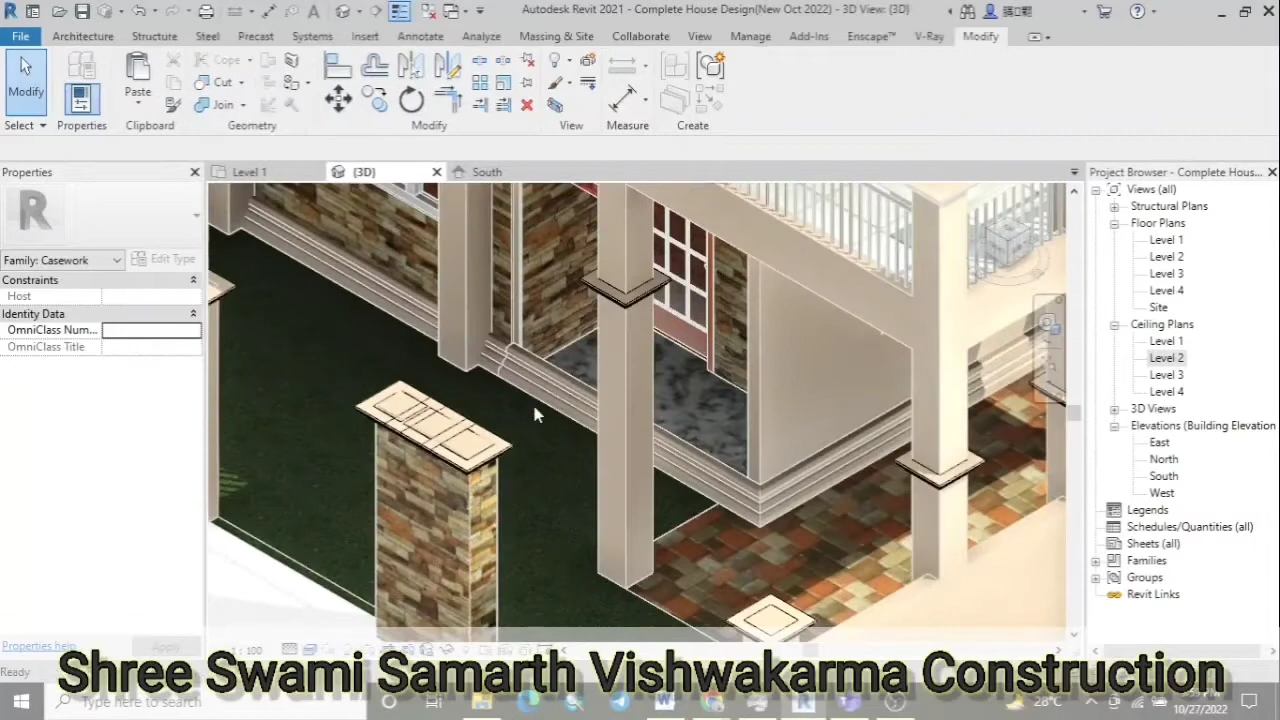 Autodesk Revit 2021 - Complete House Design(New Oct 2022) - 3D View: {3D}
File Architecture Structure Steel Precast Systems Insert Annotate Analyze Massing & Site Collaborate View Manage Add-Ins Enscape™ V-Ray Modify
Modify Paste Cope Cut Join
Select Properties Clipboard Geometry Modify View Measure Create
Properties
Level 1 {3D} South
Project Browser - Complete Hous...
Family: Casework
Edit Type
Constraints
Host
Identity Data
OmniClass Num...
OmniClass Title
Views (all)
Structural Plans
Floor Plans
Level 1
Level 2
Level 3
Level 4
Site
Ceiling Plans
Level 1
Level 2
Level 3
Level 4
3D Views
Elevations (Building Elevation
East
North
South
West
Legends
Schedules/Quantities (all)
Sheets (all)
Families
Groups
Revit Links
Properties help
Apply
: 100
Ready
Shree Swami Samarth Vishwakarma Construction
Type here to search
28°C
10/27/2022